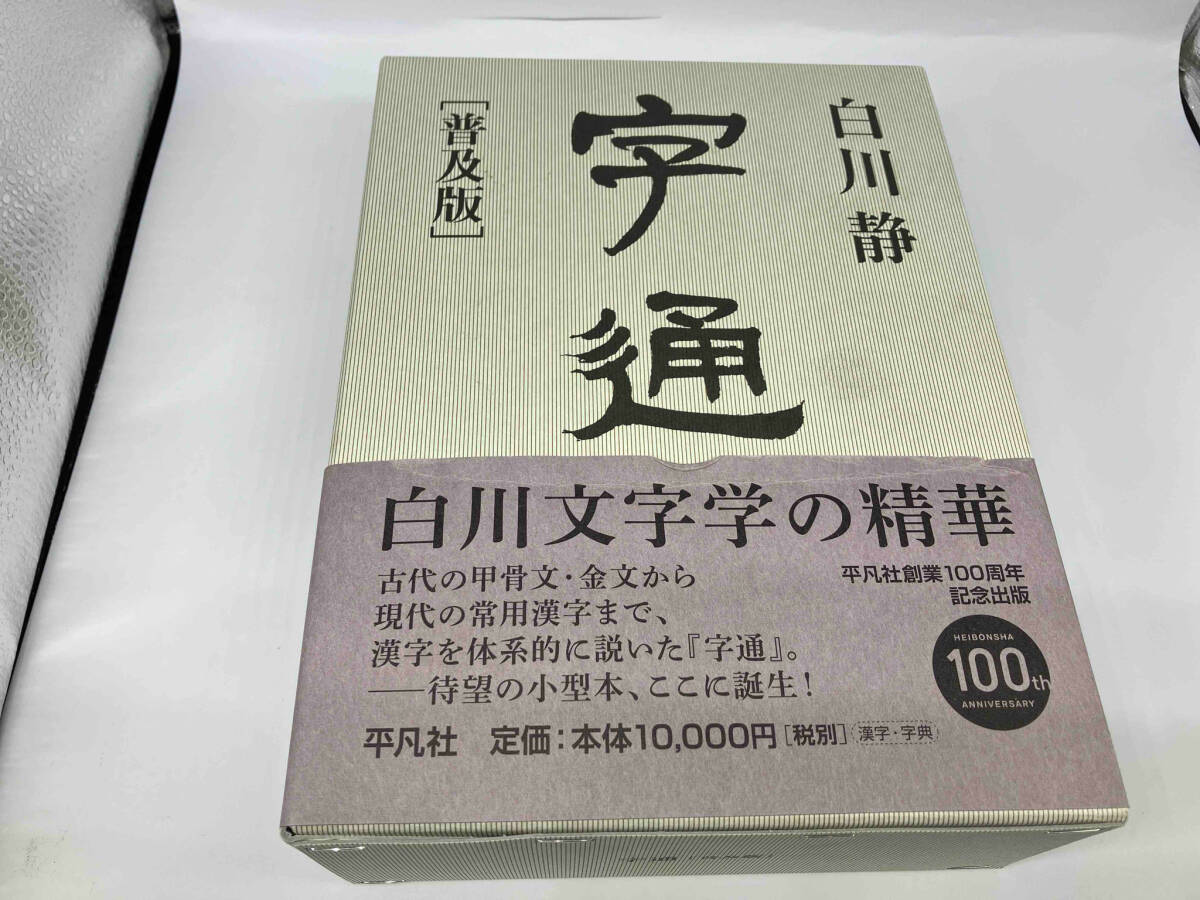 白川静
字通
［普及版］
白川文字学の精華
古代の甲骨文・金文から
現代の常用漢字まで、
漢字を体系的に説いた『字通』。
──待望の小型本、ここに誕生！
平凡社創業100周年
記念出版
HEIBONSHA
100th
ANNIVERSARY
平凡社 定価：本体10,000円［税別］ 漢字・字典